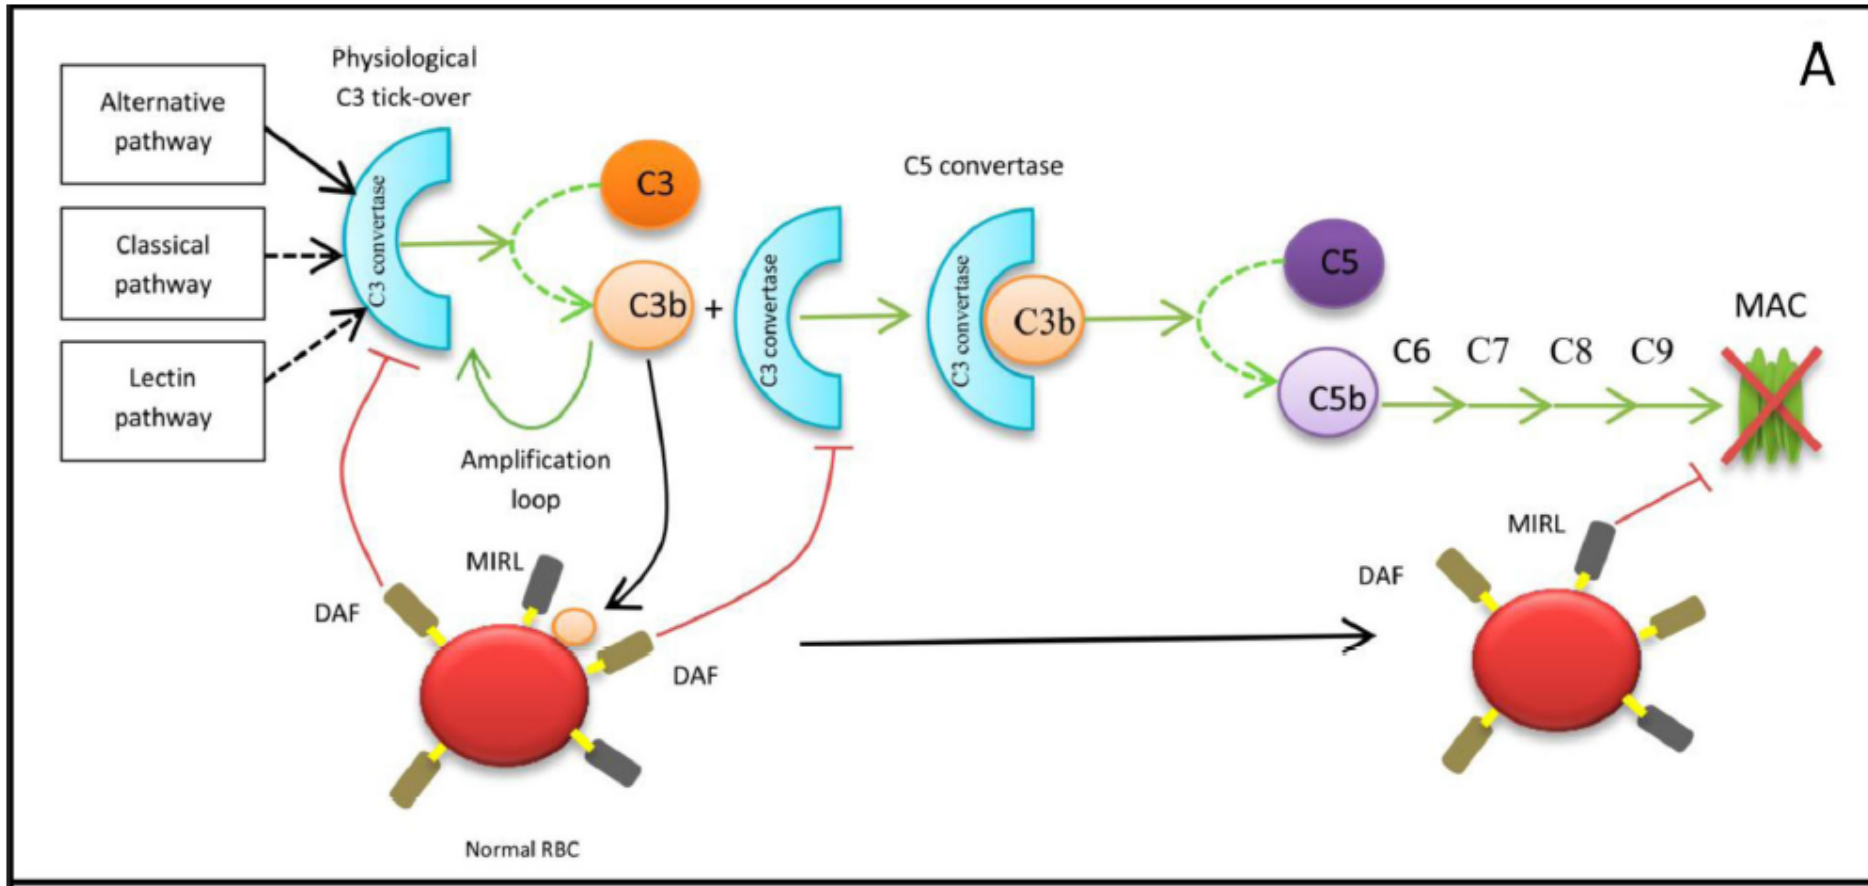 A
Physiological
C3 tick-over
Alternative
pathway
Classical
pathway
Lectin
pathway
C3 convertase
C3
C3b
+
C3 convertase
C5 convertase
C3 convertase
C3b
C5
C5b
C6 C7 C8 C9
MAC
Amplification
loop
MIRL
DAF
DAF
Normal RBC
MIRL
DAF